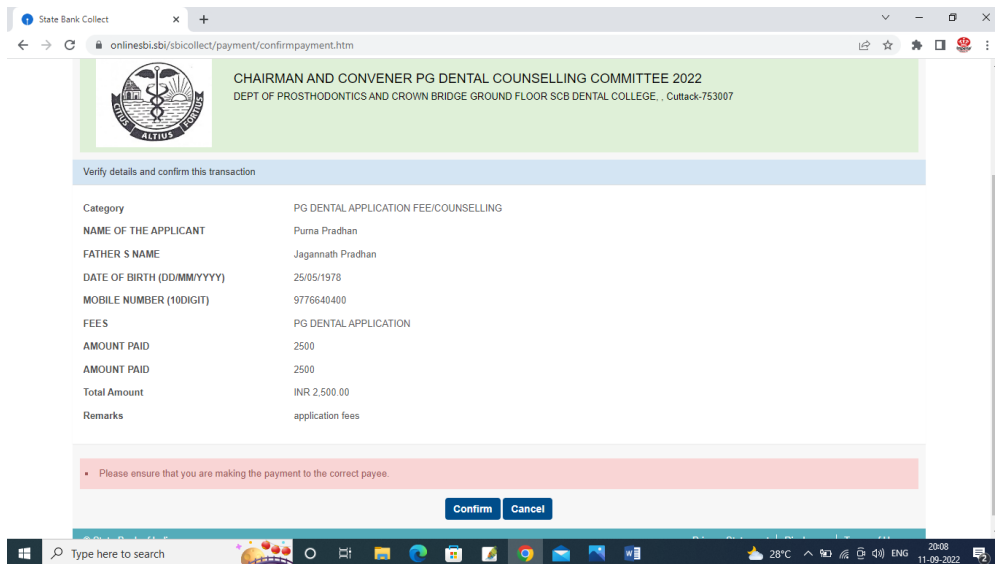 State Bank Collect
onlinesbi.sbi/sbicollect/payment/confirmpayment.htm
CHAIRMAN AND CONVENER PG DENTAL COUNSELLING COMMITTEE 2022
DEPT OF PROSTHODONTICS AND CROWN BRIDGE GROUND FLOOR SCB DENTAL COLLEGE, , Cuttack-753007
CITIUS ALTIUS FORTIUS
Verify details and confirm this transaction
Category PG DENTAL APPLICATION FEE/COUNSELLING
NAME OF THE APPLICANT Purna Pradhan
FATHER S NAME Jagannath Pradhan
DATE OF BIRTH (DD/MM/YYYY) 25/05/1978
MOBILE NUMBER (10DIGIT) 9776640400
FEES PG DENTAL APPLICATION
AMOUNT PAID 2500
AMOUNT PAID 2500
Total Amount INR 2,500.00
Remarks application fees
Please ensure that you are making the payment to the correct payee.
Confirm Cancel
Type here to search
28°C ENG 20:08
11-09-2022 2